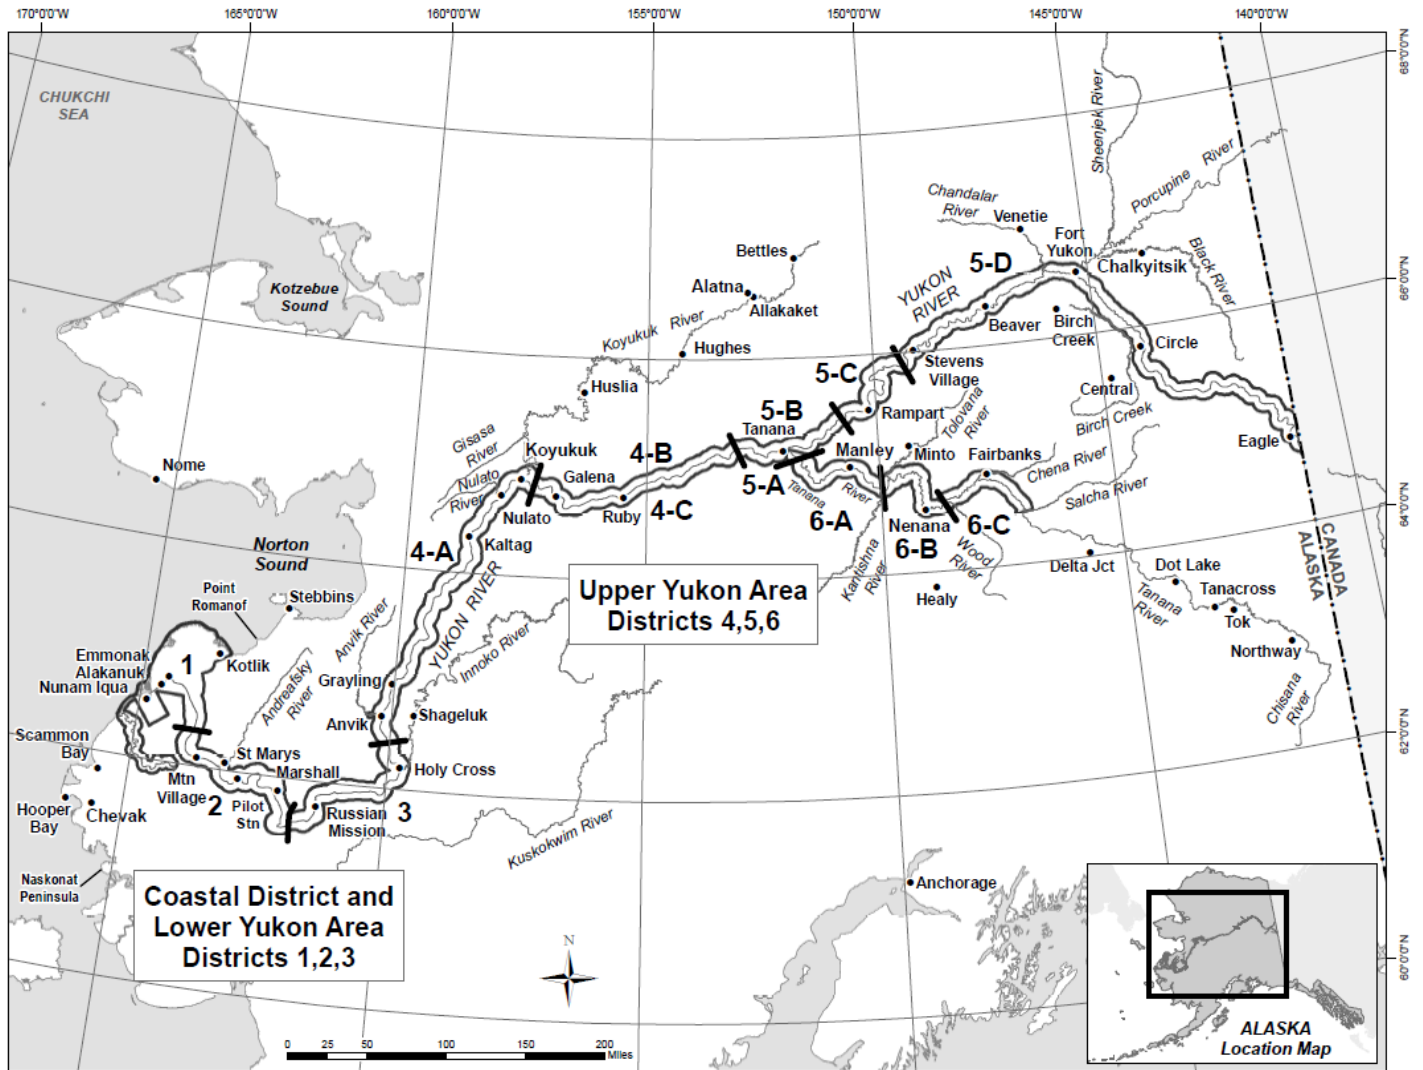 170°0'0"W
165°0'0"W
160°0'0"W
155°0'0"W
150°0'0"W
145°0'0"W
140°0'0"W
68°0'0"N
66°0'0"N
64°0'0"N
62°0'0"N
60°0'0"N
CHUKCHI
SEA
Kotzebue
Sound
Nome
Norton
Sound
Point
Romanof
Stebbins
Kotlik
Emmonak
Alakanuk
Nunam Iqua
1
Scammon
Bay
Hooper
Bay
Chevak
Naskonat
Peninsula
Mtn
Village
2
St Marys
Marshall
Pilot
Stn
Andreafsky
River
Russian
Mission
3
Holy Cross
Anvik
Shageluk
Grayling
Anvik River
Innoko River
YUKON RIVER
Kuskokwim River
4-A
Kaltag
Nulato
Nulato
River
Gisasa
River
Koyukuk
Galena
Ruby
4-B
4-C
Huslia
Hughes
Koyukuk River
Alatna
Allakaket
Bettles
Tanana
5-A
5-B
5-C
5-D
Rampart
Stevens
Village
YUKON
RIVER
Beaver
Birch
Creek
Fort
Yukon
Venetie
Chandalar
River
Sheenjek River
Porcupine River
Chalkyitsik
Black River
Circle
Central
Birch Creek
Eagle
Tanana
River
Manley
Minto
Tolovana
River
Fairbanks
Chena River
Salcha River
6-A
6-B
6-C
Nenana
Kantishna
River
Wood
River
Healy
Delta Jct
Dot Lake
Tanacross
Tok
Tanana
River
Northway
Chisana
River
CANADA
ALASKA
Anchorage
Upper Yukon Area
Districts 4,5,6
Coastal District and
Lower Yukon Area
Districts 1,2,3
N
0 25 50 100 150 200
Miles
ALASKA
Location Map